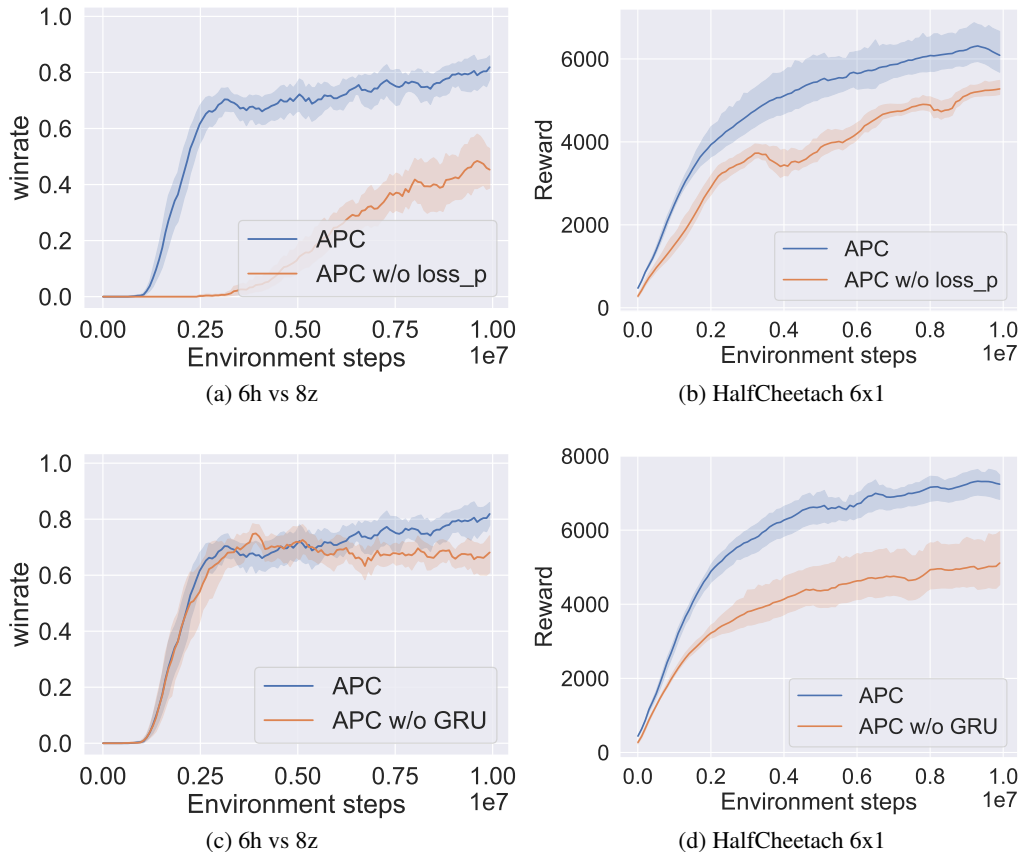 1.0
0.8
0.6
0.4
0.2
0.0
winrate
APC
APC w/o loss_p
0.00 0.25 0.50 0.75 1.00
Environment steps
1e7
(a) 6h vs 8z
6000
4000
2000
0
Reward
APC
APC w/o loss_p
0.0 0.2 0.4 0.6 0.8 1.0
Environment steps
1e7
(b) HalfCheetach 6x1
1.0
0.8
0.6
0.4
0.2
0.0
winrate
APC
APC w/o GRU
0.00 0.25 0.50 0.75 1.00
Environment steps
1e7
(c) 6h vs 8z
8000
6000
4000
2000
0
Reward
APC
APC w/o GRU
0.0 0.2 0.4 0.6 0.8 1.0
Environment steps
1e7
(d) HalfCheetach 6x1